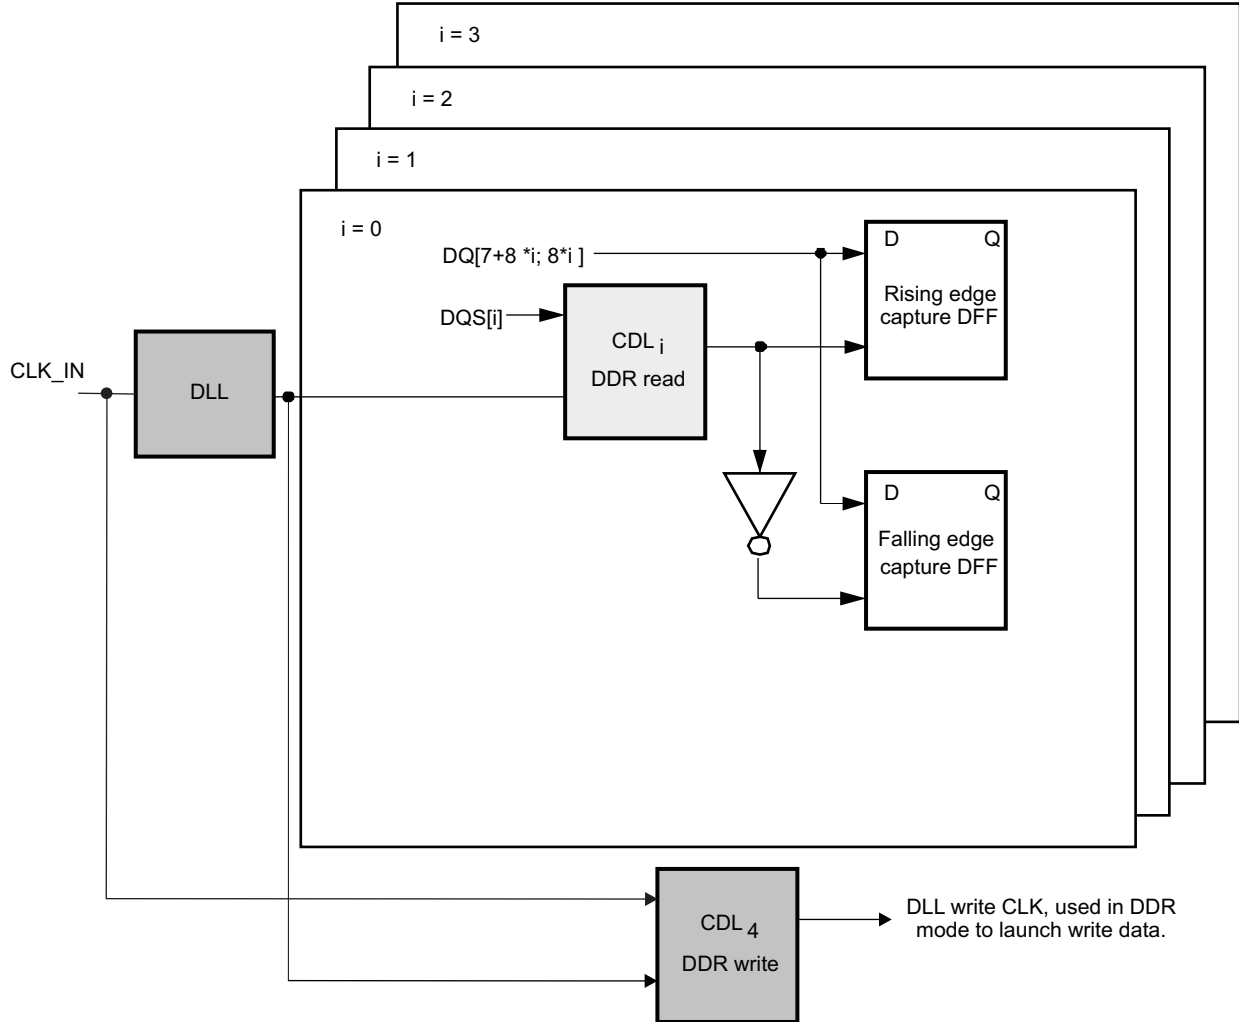 i = 3
i = 2
i = 1
i = 0
DQ[7+8 *i; 8*i ]
D Q
Rising edge
capture DFF
DQS[i]
CDL i
DDR read
CLK_IN
DLL
D Q
Falling edge
capture DFF
CDL 4
DDR write
DLL write CLK, used in DDR
mode to launch write data.